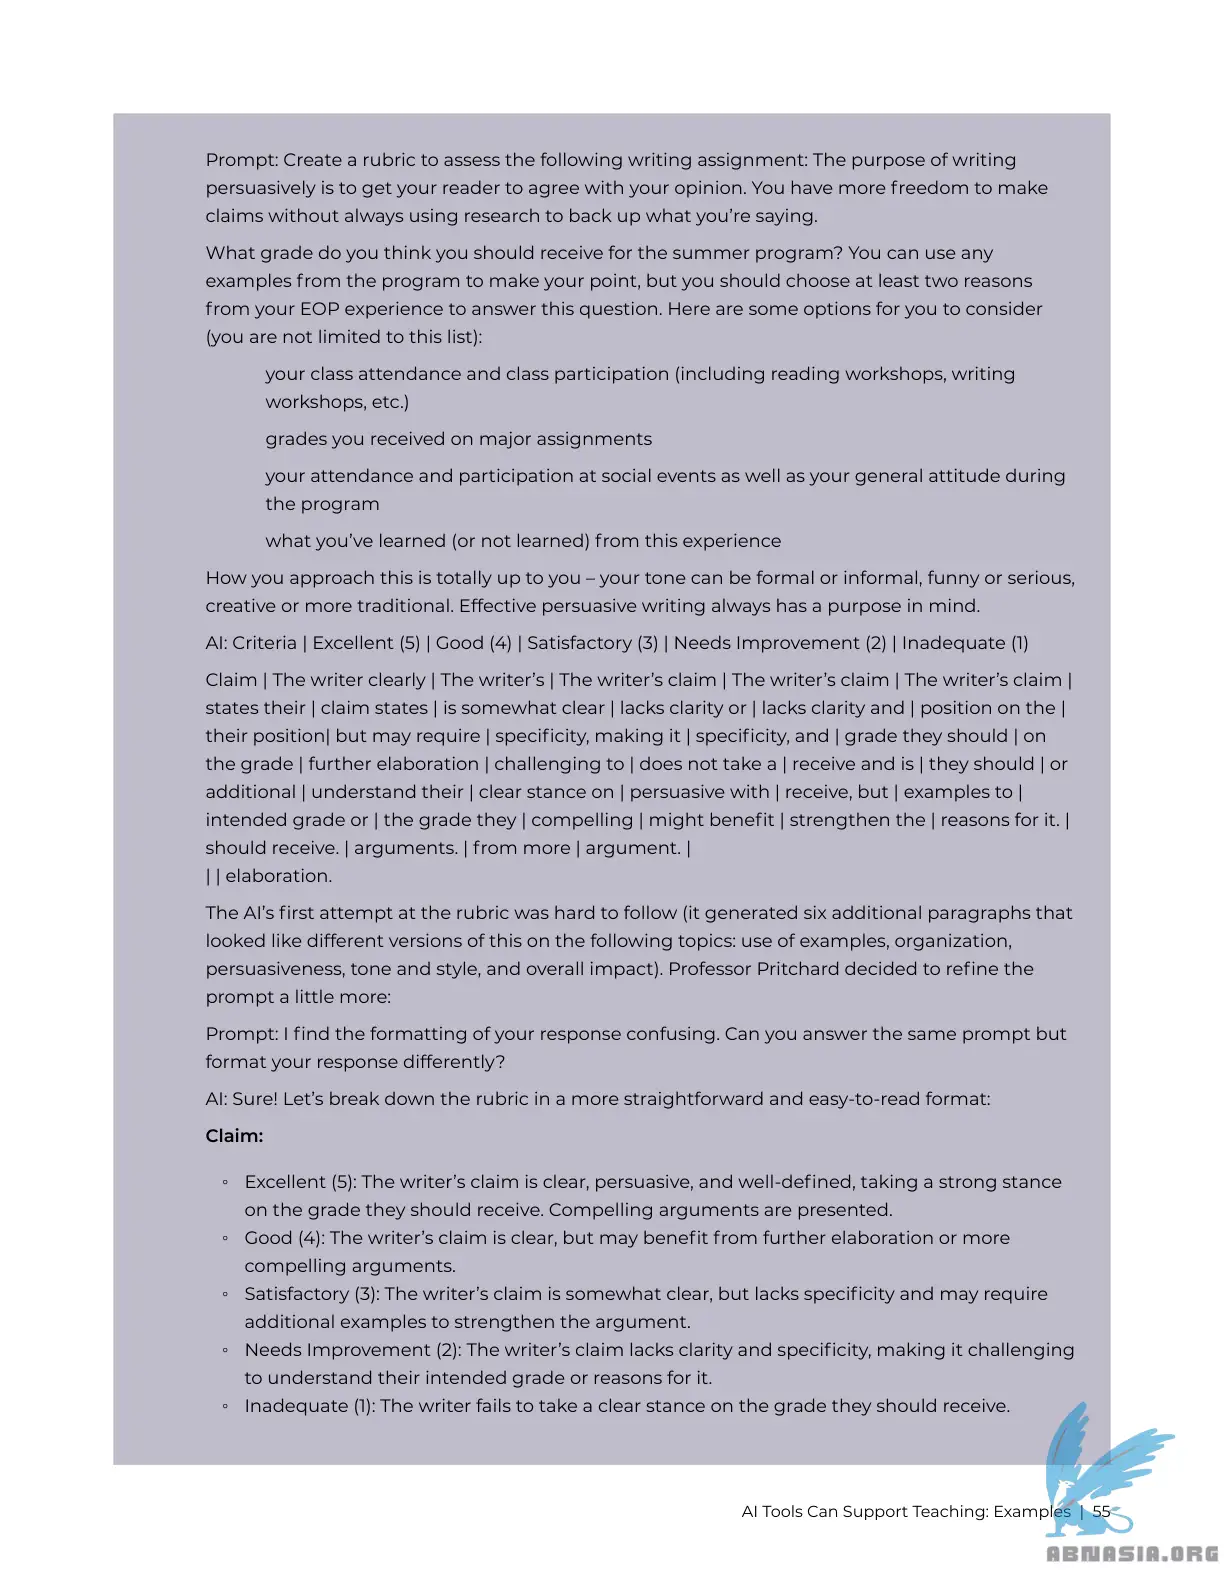 Prompt: Create a rubric to assess the following writing assignment: The purpose of writing
persuasively is to get your reader to agree with your opinion. You have more freedom to make
claims without always using research to back up what you’re saying.
What grade do you think you should receive for the summer program? You can use any
examples from the program to make your point, but you should choose at least two reasons
from your EOP experience to answer this question. Here are some options for you to consider
(you are not limited to this list):
your class attendance and class participation (including reading workshops, writing
workshops, etc.)
grades you received on major assignments
your attendance and participation at social events as well as your general attitude during
the program
what you’ve learned (or not learned) from this experience
How you approach this is totally up to you – your tone can be formal or informal, funny or serious,
creative or more traditional. Effective persuasive writing always has a purpose in mind.
AI: Criteria | Excellent (5) | Good (4) | Satisfactory (3) | Needs Improvement (2) | Inadequate (1)
Claim | The writer clearly | The writer’s | The writer’s claim | The writer’s claim | The writer’s claim |
states their | claim states | is somewhat clear | lacks clarity or | lacks clarity and | position on the |
their position| but may require | specificity, making it | specificity, and | grade they should | on
the grade | further elaboration | challenging to | does not take a | receive and is | they should | or
additional | understand their | clear stance on | persuasive with | receive, but | examples to |
intended grade or | the grade they | compelling | might benefit | strengthen the | reasons for it. |
should receive. | arguments. | from more | argument. |
| | elaboration.
The AI’s first attempt at the rubric was hard to follow (it generated six additional paragraphs that
looked like different versions of this on the following topics: use of examples, organization,
persuasiveness, tone and style, and overall impact). Professor Pritchard decided to refine the
prompt a little more:
Prompt: I find the formatting of your response confusing. Can you answer the same prompt but
format your response differently?
AI: Sure! Let’s break down the rubric in a more straightforward and easy-to-read format:
Claim:
◦ Excellent (5): The writer’s claim is clear, persuasive, and well-defined, taking a strong stance
on the grade they should receive. Compelling arguments are presented.
◦ Good (4): The writer’s claim is clear, but may benefit from further elaboration or more
compelling arguments.
◦ Satisfactory (3): The writer’s claim is somewhat clear, but lacks specificity and may require
additional examples to strengthen the argument.
◦ Needs Improvement (2): The writer’s claim lacks clarity and specificity, making it challenging
to understand their intended grade or reasons for it.
◦ Inadequate (1): The writer fails to take a clear stance on the grade they should receive.
AI Tools Can Support Teaching: Examples | 55
ABNASIA.ORG